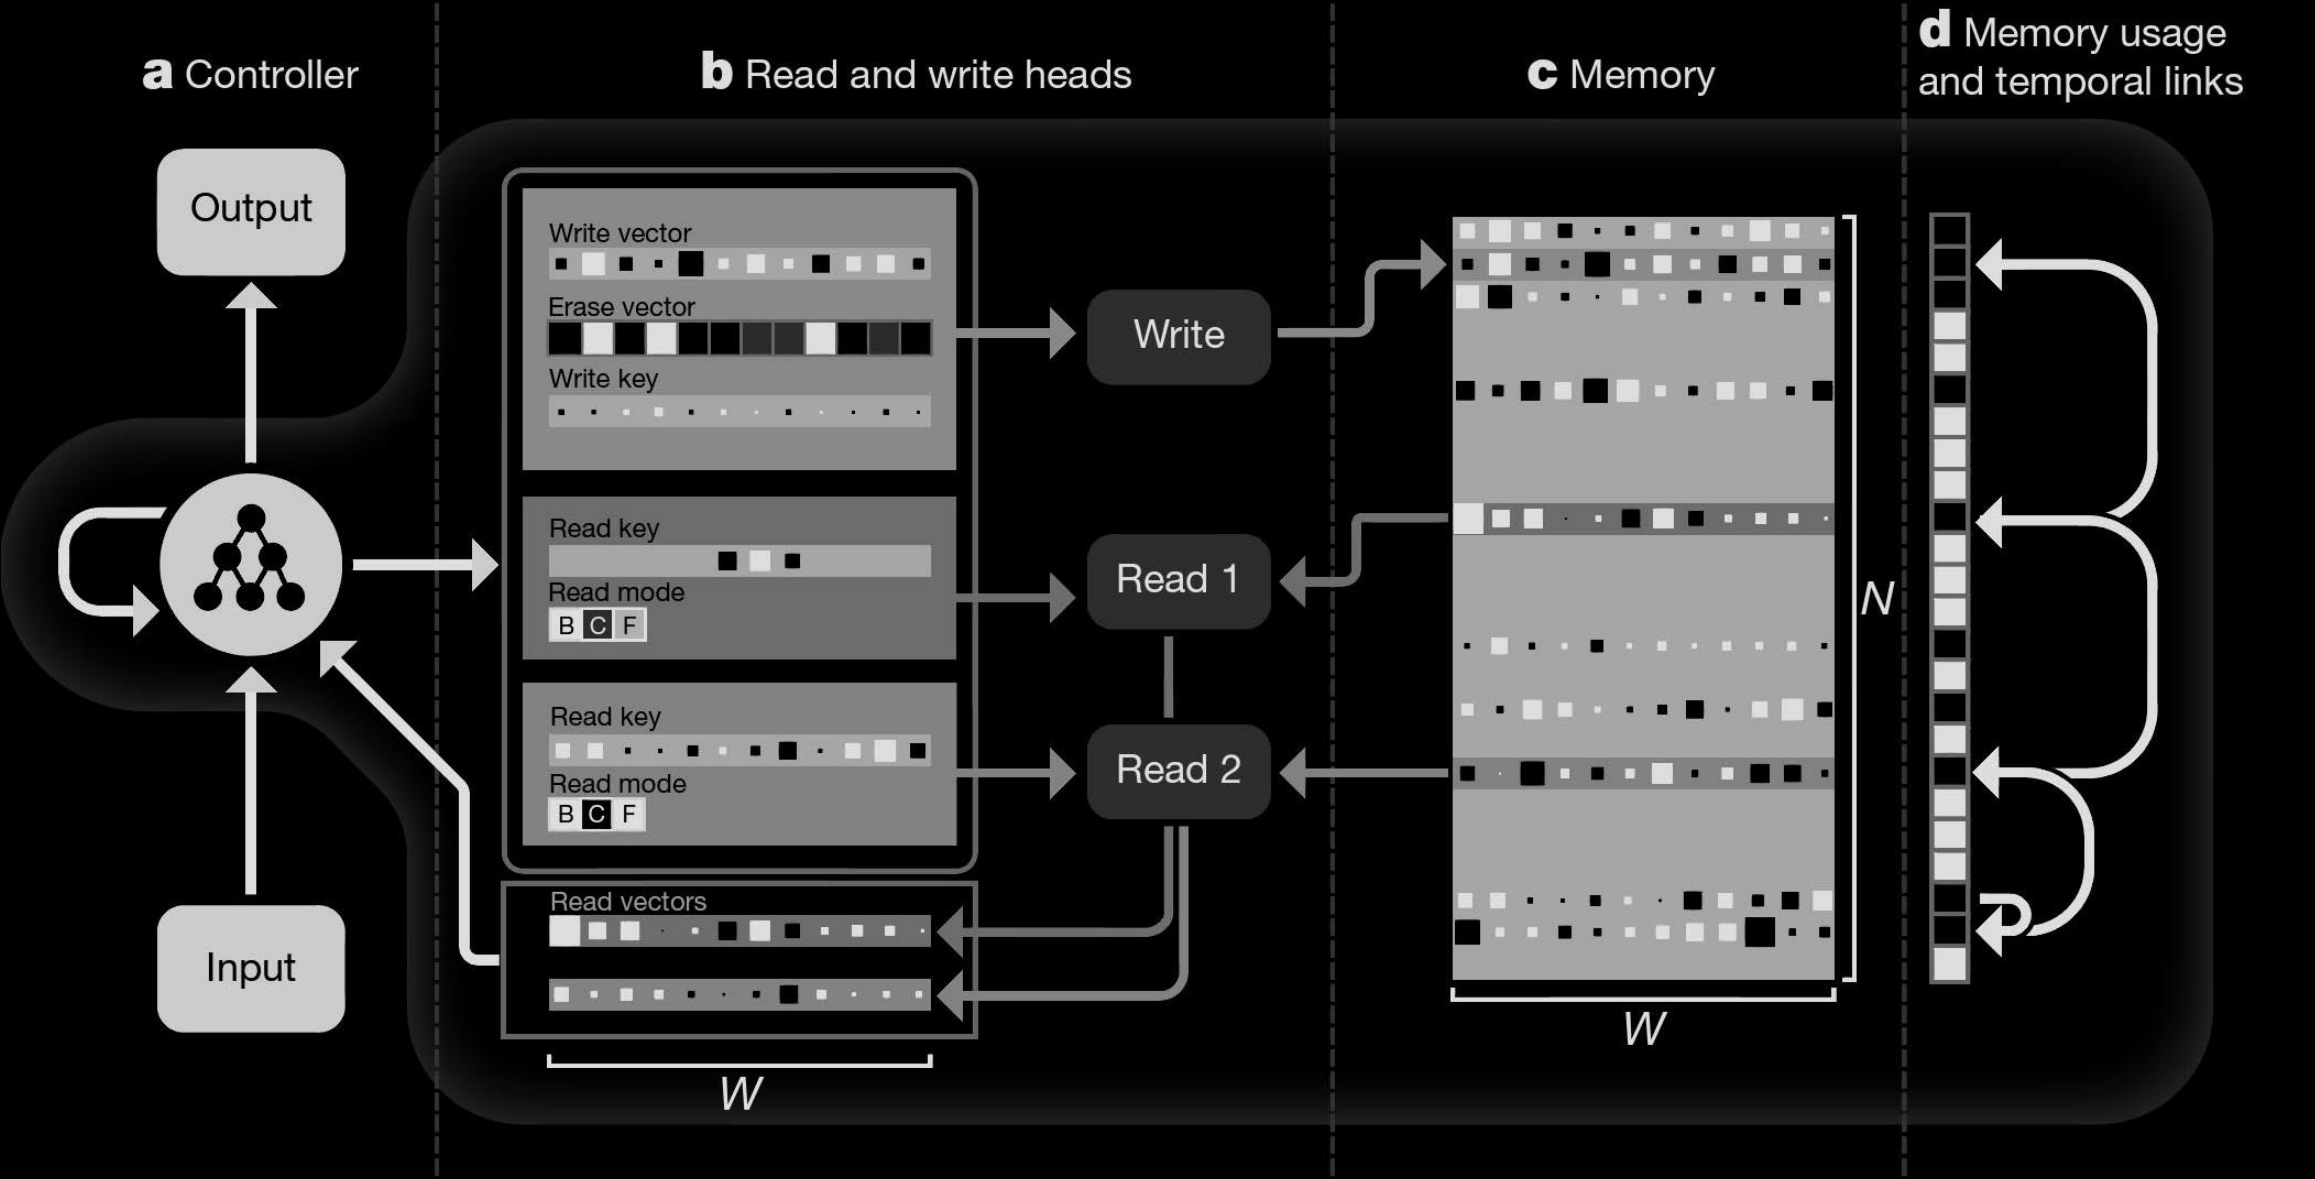 a Controller
b Read and write heads
c Memory
d Memory usage
and temporal links
Output
Input
Write vector
Erase vector
Write key
Read key
Read mode
B C F
Read key
Read mode
B C F
Read vectors
W
Write
Read 1
Read 2
N
W